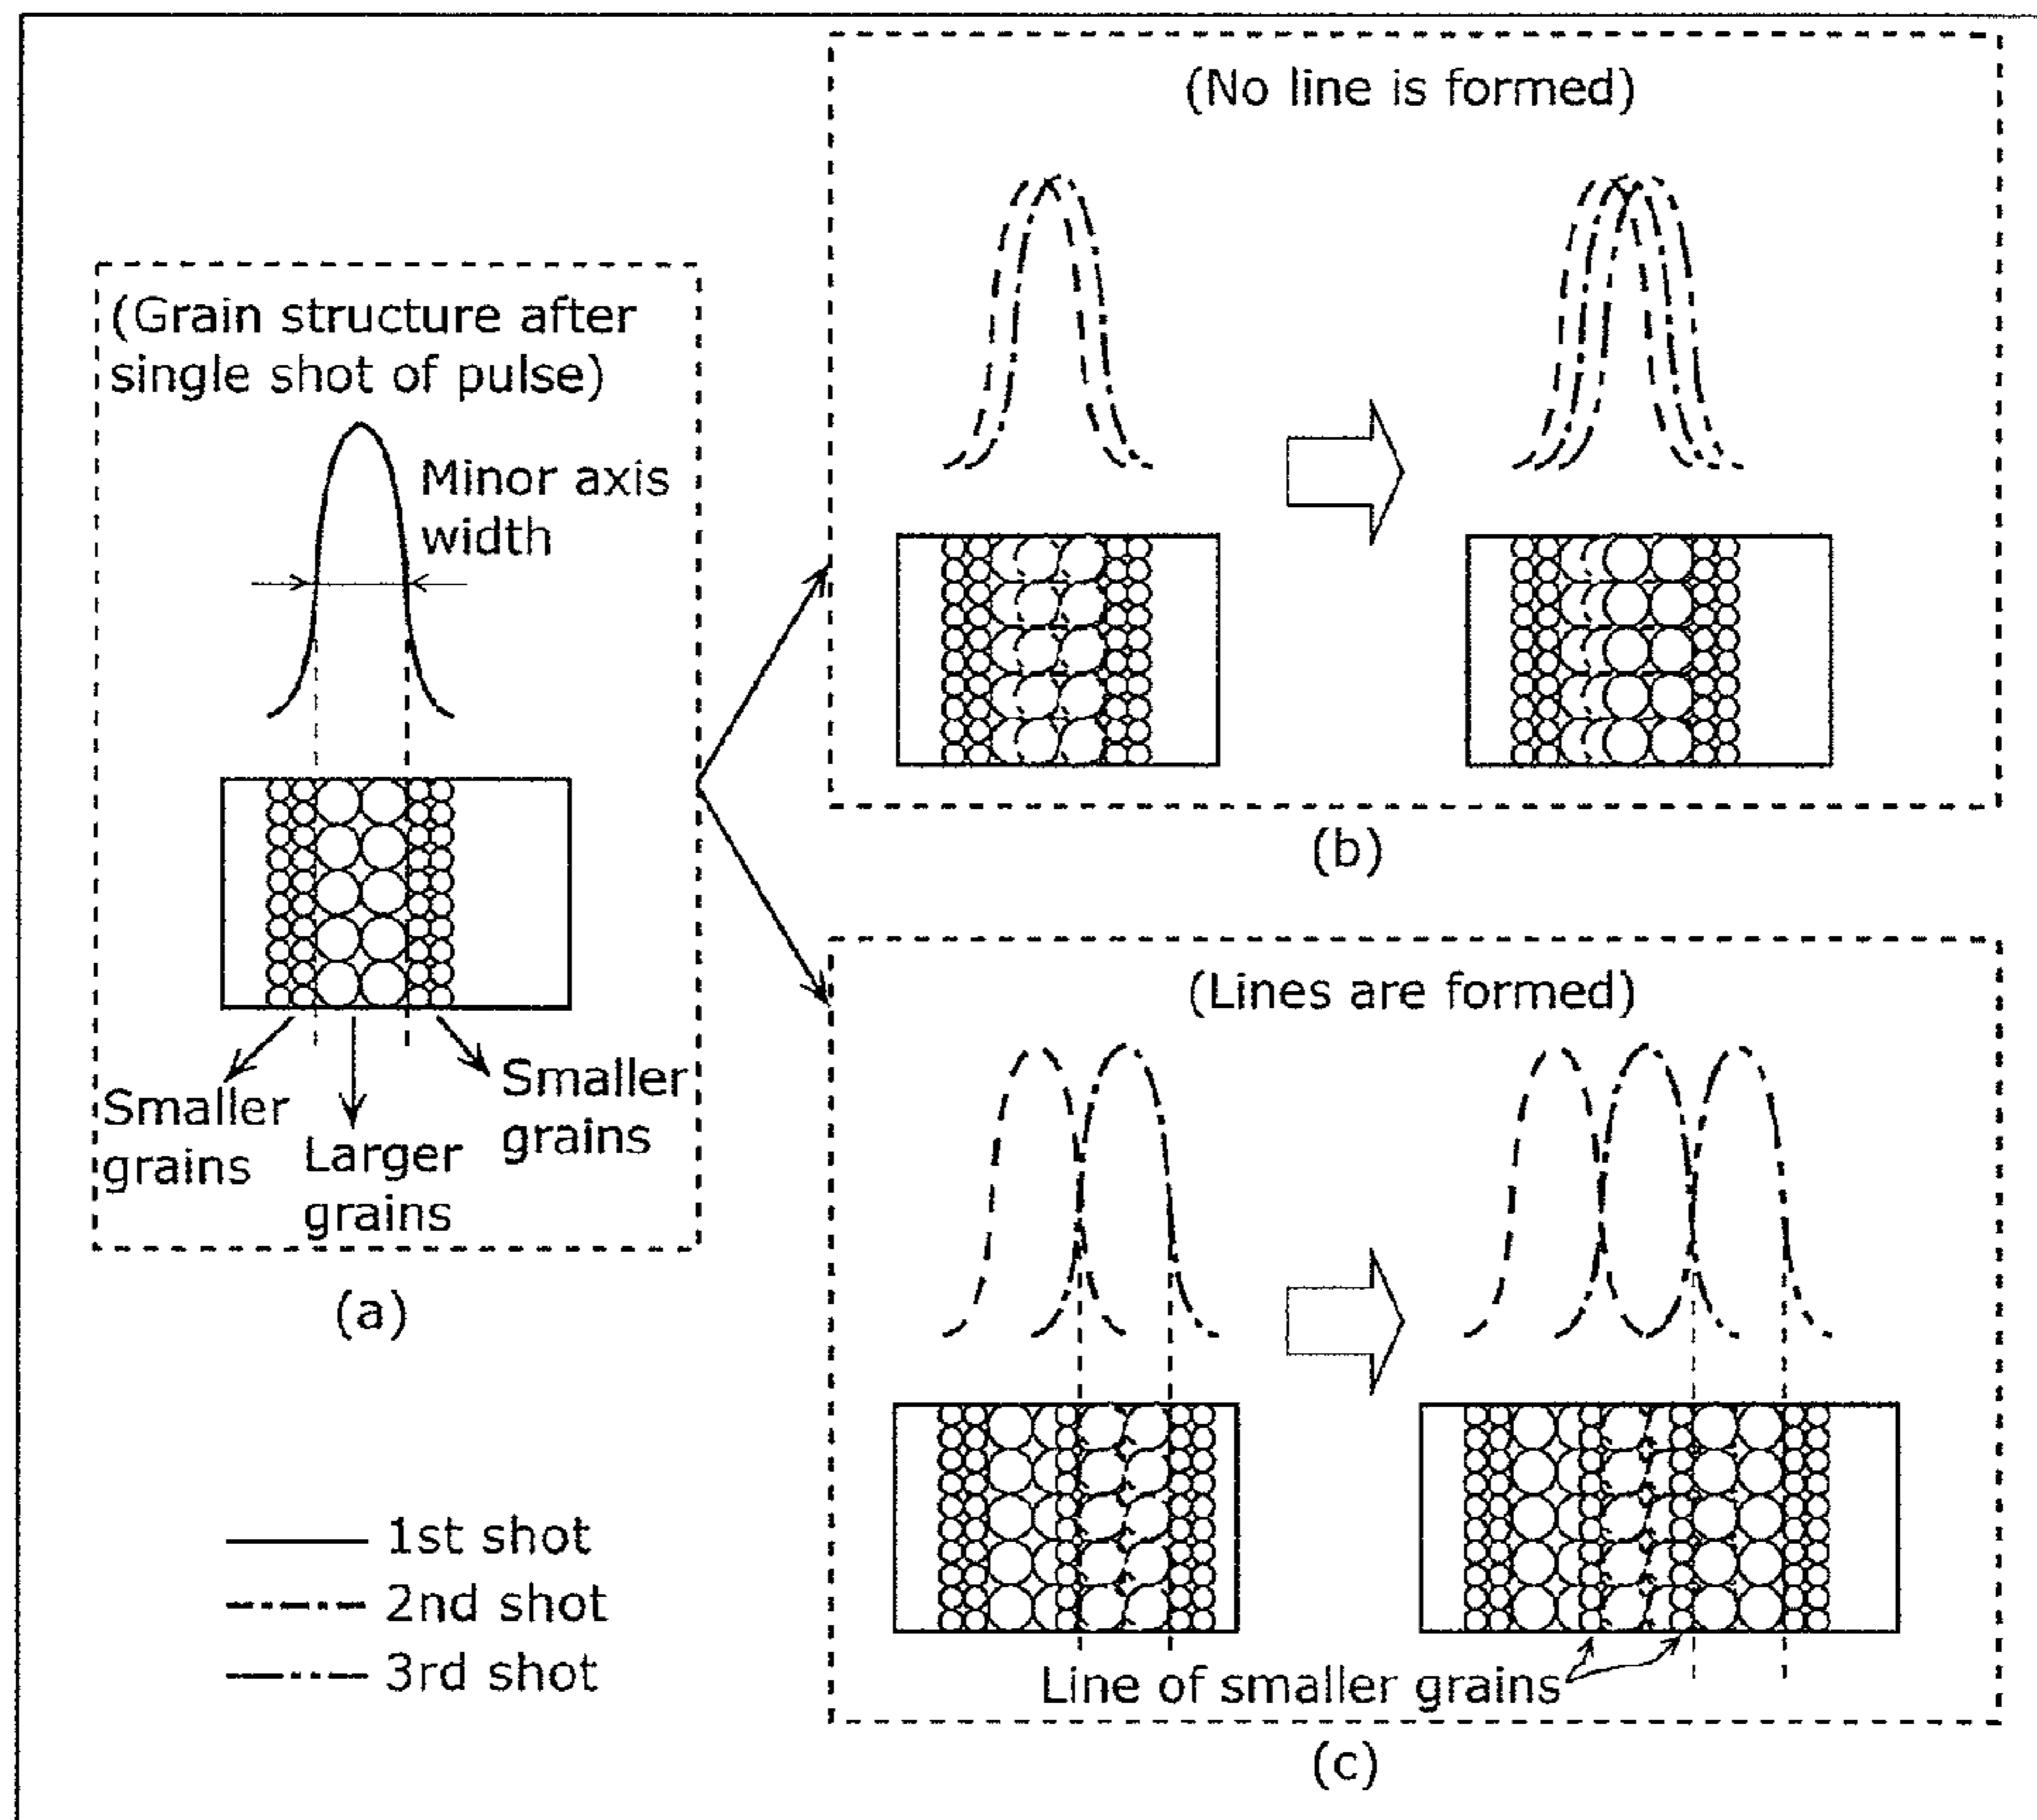 (Grain structure after
single shot of pulse)
Minor axis
width
Smaller
grains
Larger
grains
Smaller
grains
(a)
1st shot
2nd shot
3rd shot
(No line is formed)
(b)
(Lines are formed)
Line of smaller grains
(c)